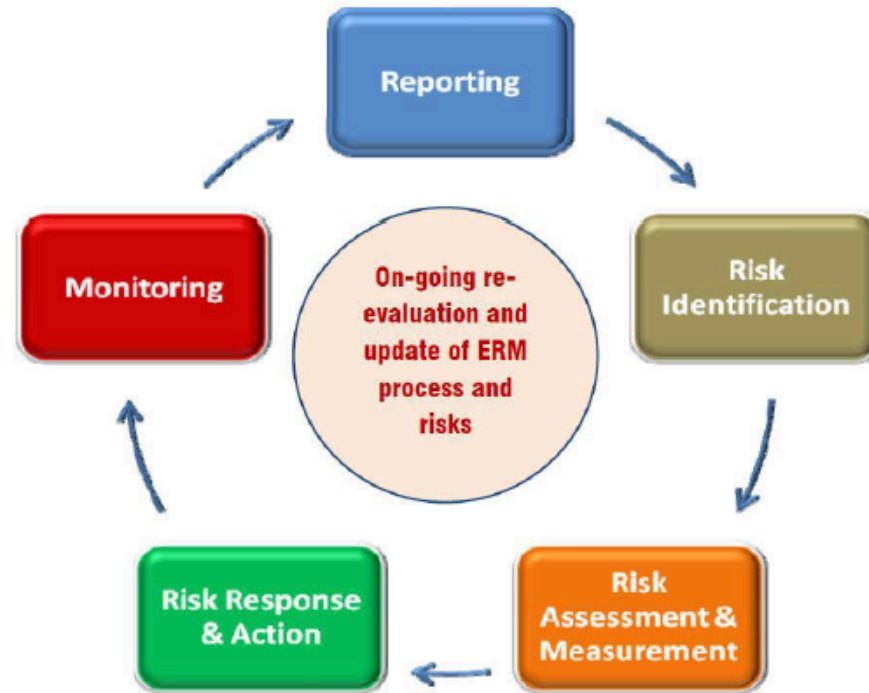 Reporting
Risk
Identification
Risk
Assessment &
Measurement
Risk Response
& Action
Monitoring
On-going re-
evaluation and
update of ERM
process and
risks